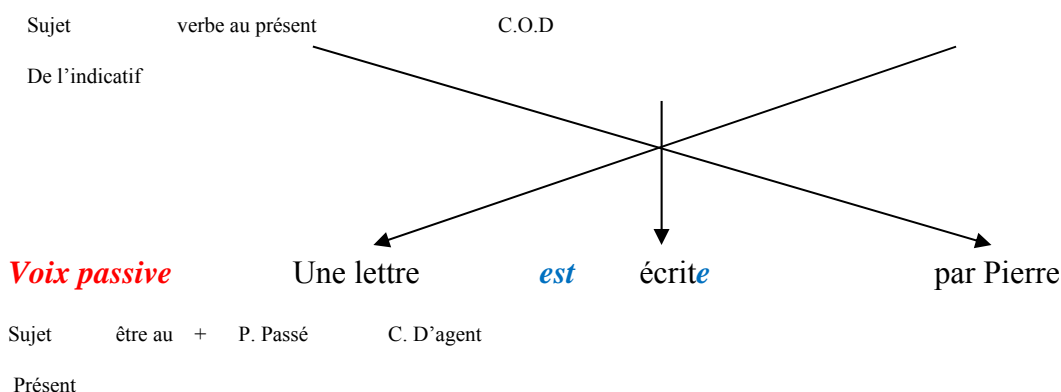 Sujet verbe au présent C.O.D
De l’indicatif
Voix passive Une lettre est écrite par Pierre
Sujet être au + P. Passé C. D’agent
Présent